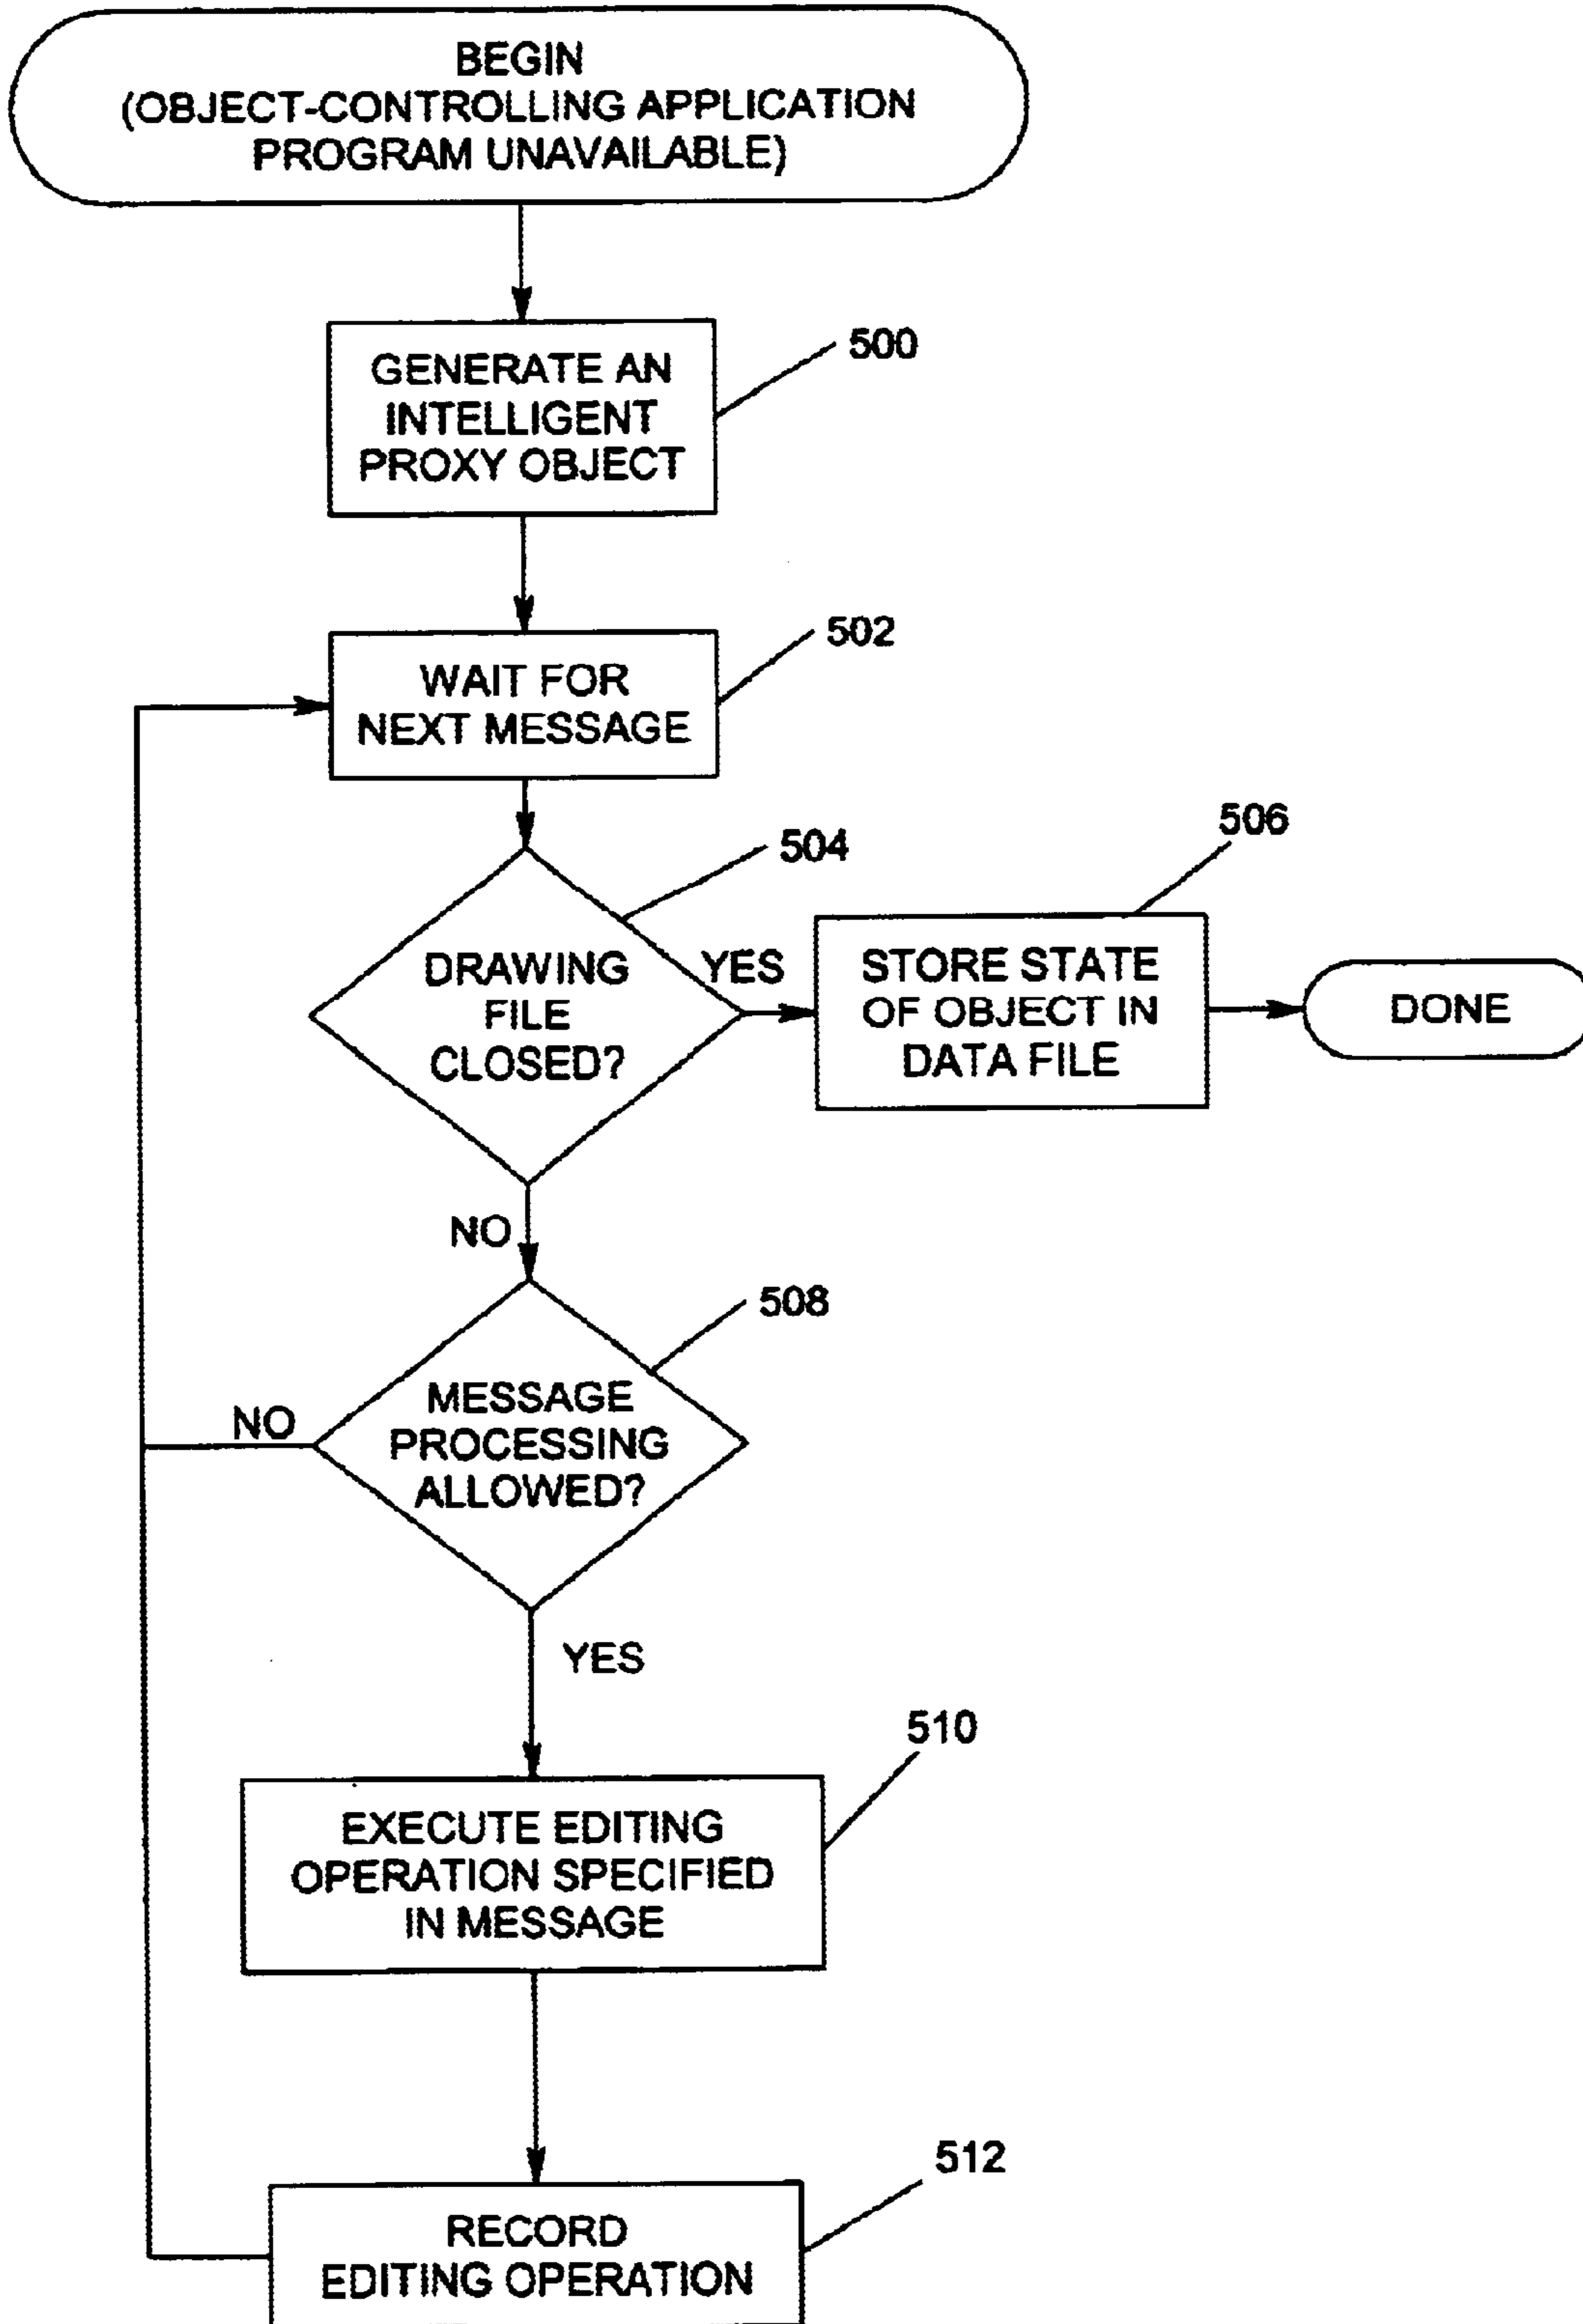 BEGIN
(OBJECT-CONTROLLING APPLICATION
PROGRAM UNAVAILABLE)
GENERATE AN
INTELLIGENT
PROXY OBJECT
500
WAIT FOR
NEXT MESSAGE
502
DRAWING
FILE
CLOSED?
504
YES
STORE STATE
OF OBJECT IN
DATA FILE
506
DONE
NO
MESSAGE
PROCESSING
ALLOWED?
508
NO
YES
EXECUTE EDITING
OPERATION SPECIFIED
IN MESSAGE
510
RECORD
EDITING OPERATION
512